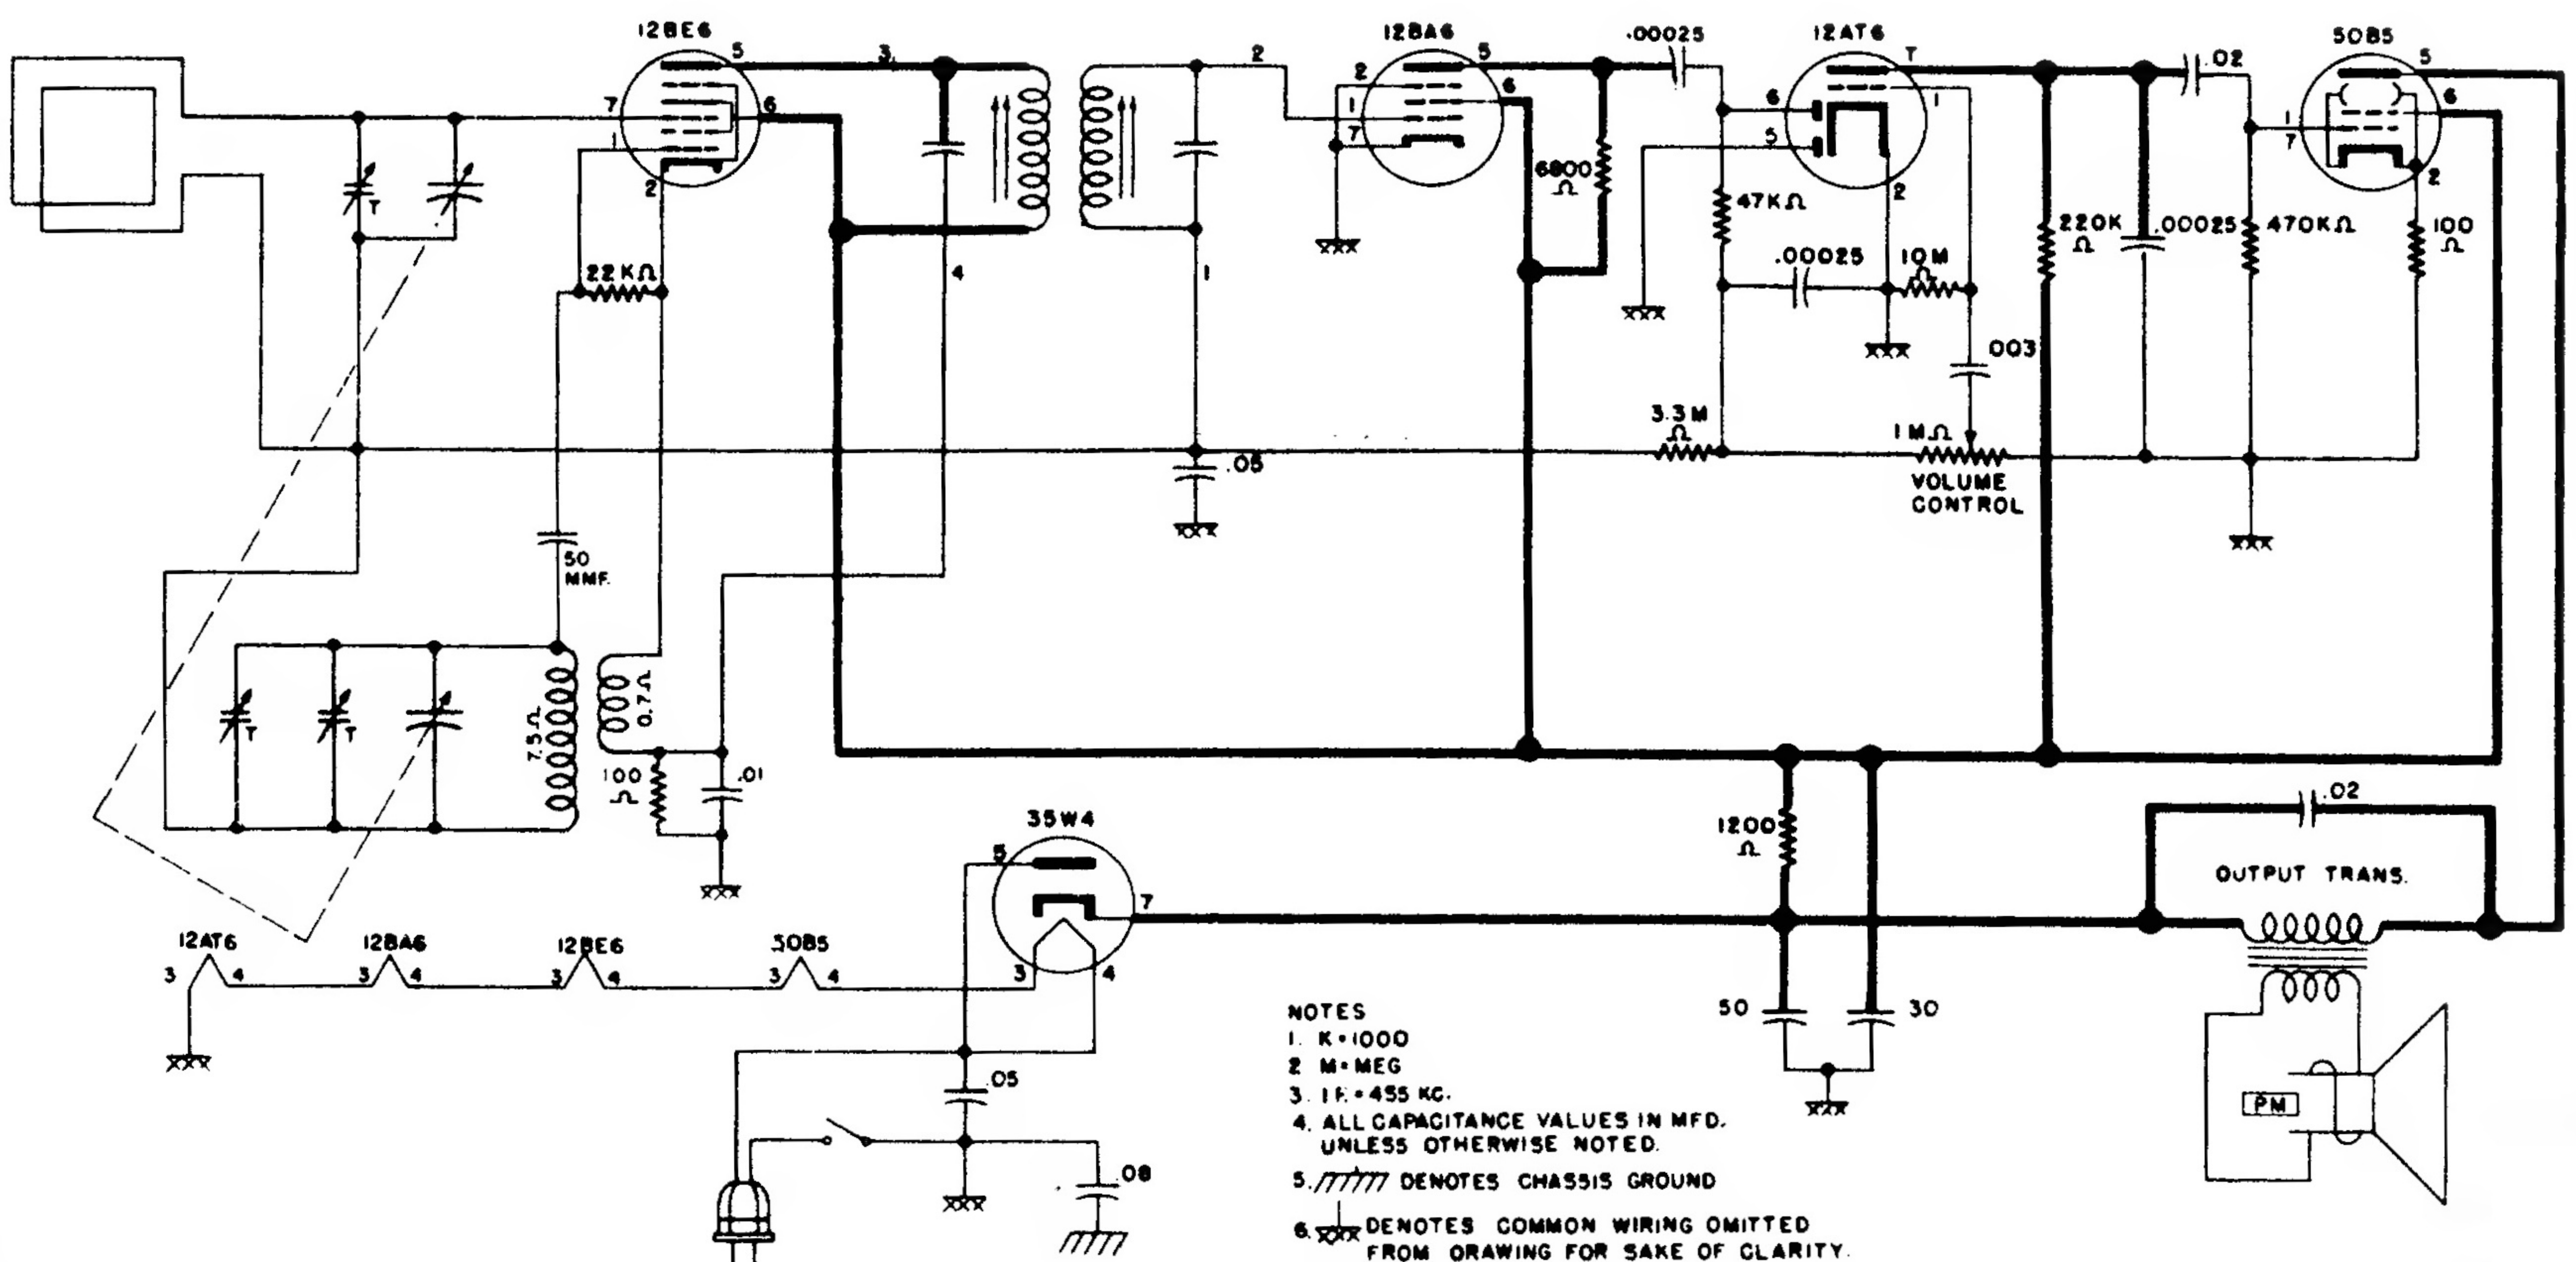 12BE6
12BA6
.00025
12AT6
50B5
5
3
2
5
T
.02
5
7
6
2
6
6
1
6
1
1
1
7
5
7
2
6800
Ω
2
2
47KΩ
220K
Ω
.00025
470KΩ
100
Ω
T
22KΩ
4
1
.00025
10M
Ω
.003
3.3M
Ω
1MΩ
.05
VOLUME
CONTROL
50
MMF.
T
T
7.5Ω
0.7Ω
100
Ω
.01
35W4
1200
Ω
.02
5
7
OUTPUT TRANS.
12AT6
12BA6
12BE6
50B5
3 4
3 4
3 4
3 4
3 4
50
30
NOTES
1. K=1000
2 M=MEG
3. I F.=455 KC.
4. ALL CAPACITANCE VALUES IN MFD.
UNLESS OTHERWISE NOTED.
5. DENOTES CHASSIS GROUND
6. DENOTES COMMON WIRING OMITTED
FROM DRAWING FOR SAKE OF CLARITY.
.05
.08
PM